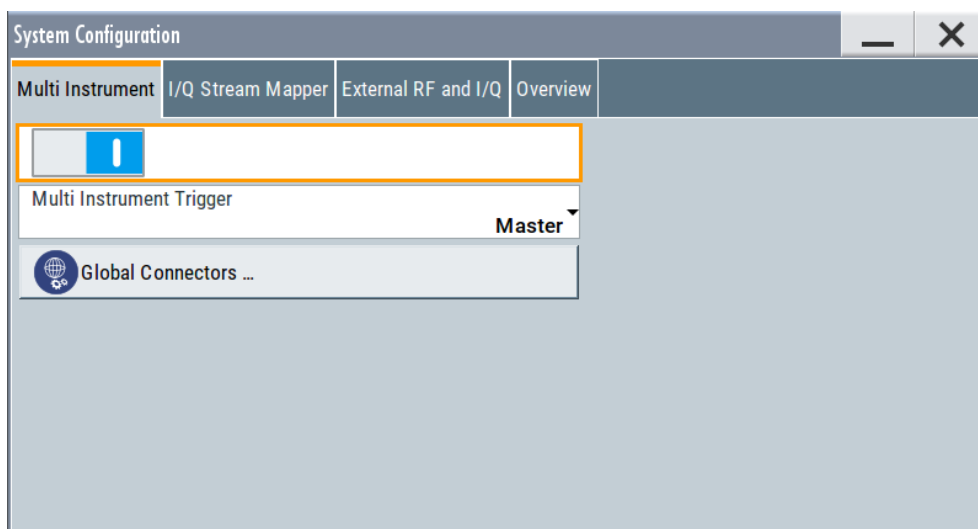 System Configuration
Multi Instrument I/Q Stream Mapper External RF and I/Q Overview
Multi Instrument Trigger
Master
Global Connectors ...